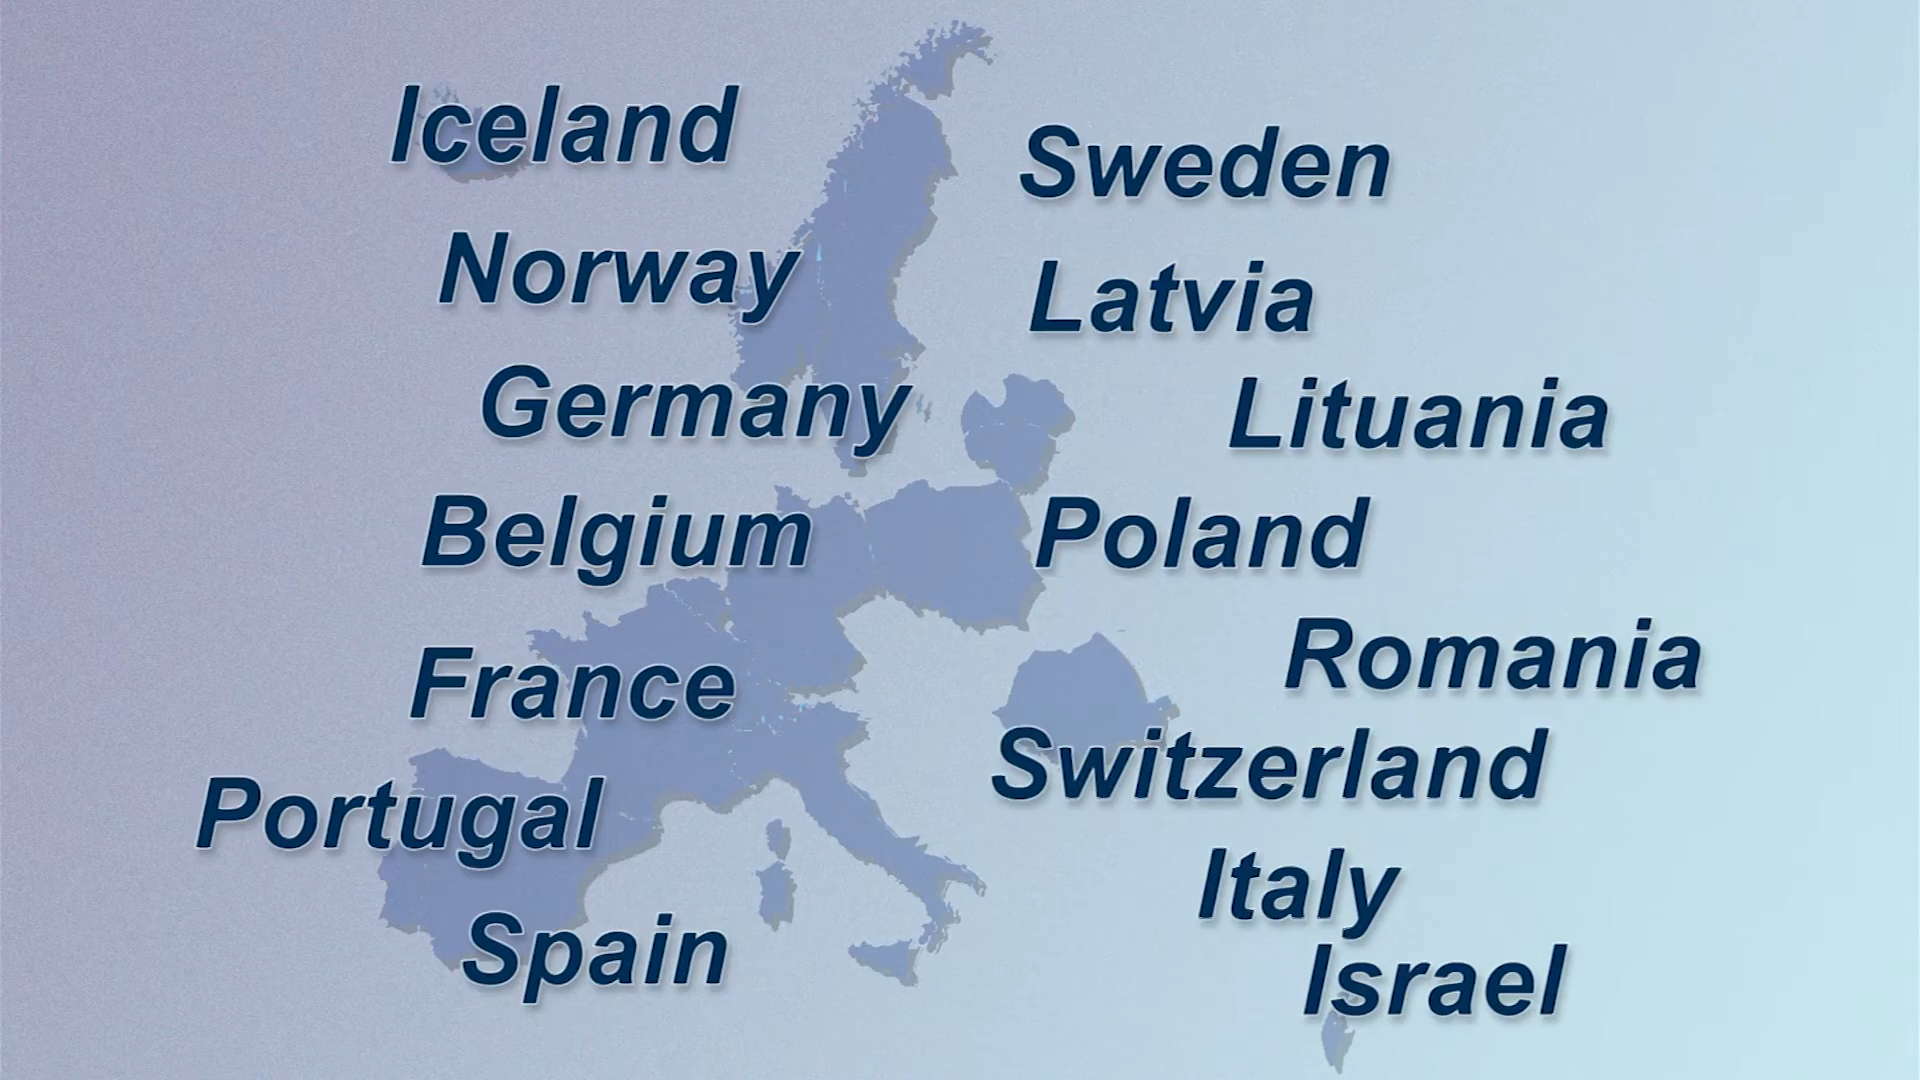 Iceland
Norway
Germany
Belgium
France
Portugal
Spain
Sweden
Latvia
Lituania
Poland
Romania
Switzerland
Italy
Israel